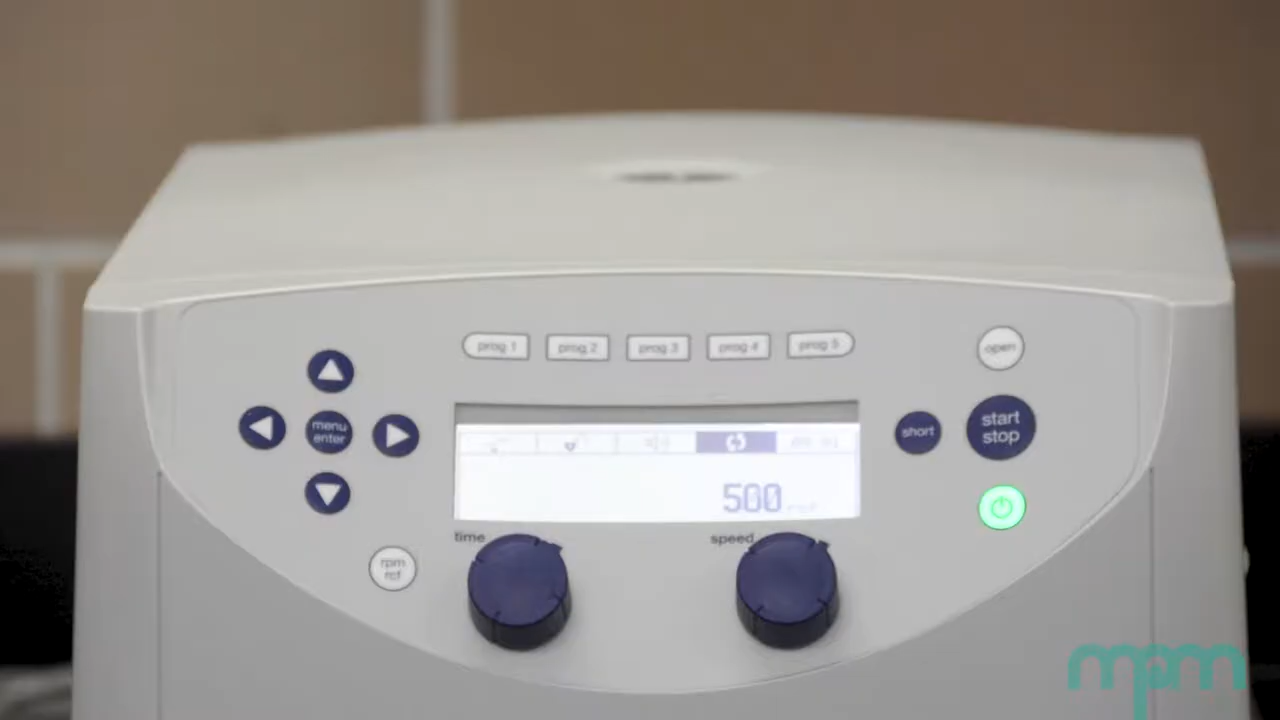 prog 1 prog 2 prog 3 prog 4 prog 5
open
menu
enter
short
start
stop
500
time
speed
rpm
rcf
mpm